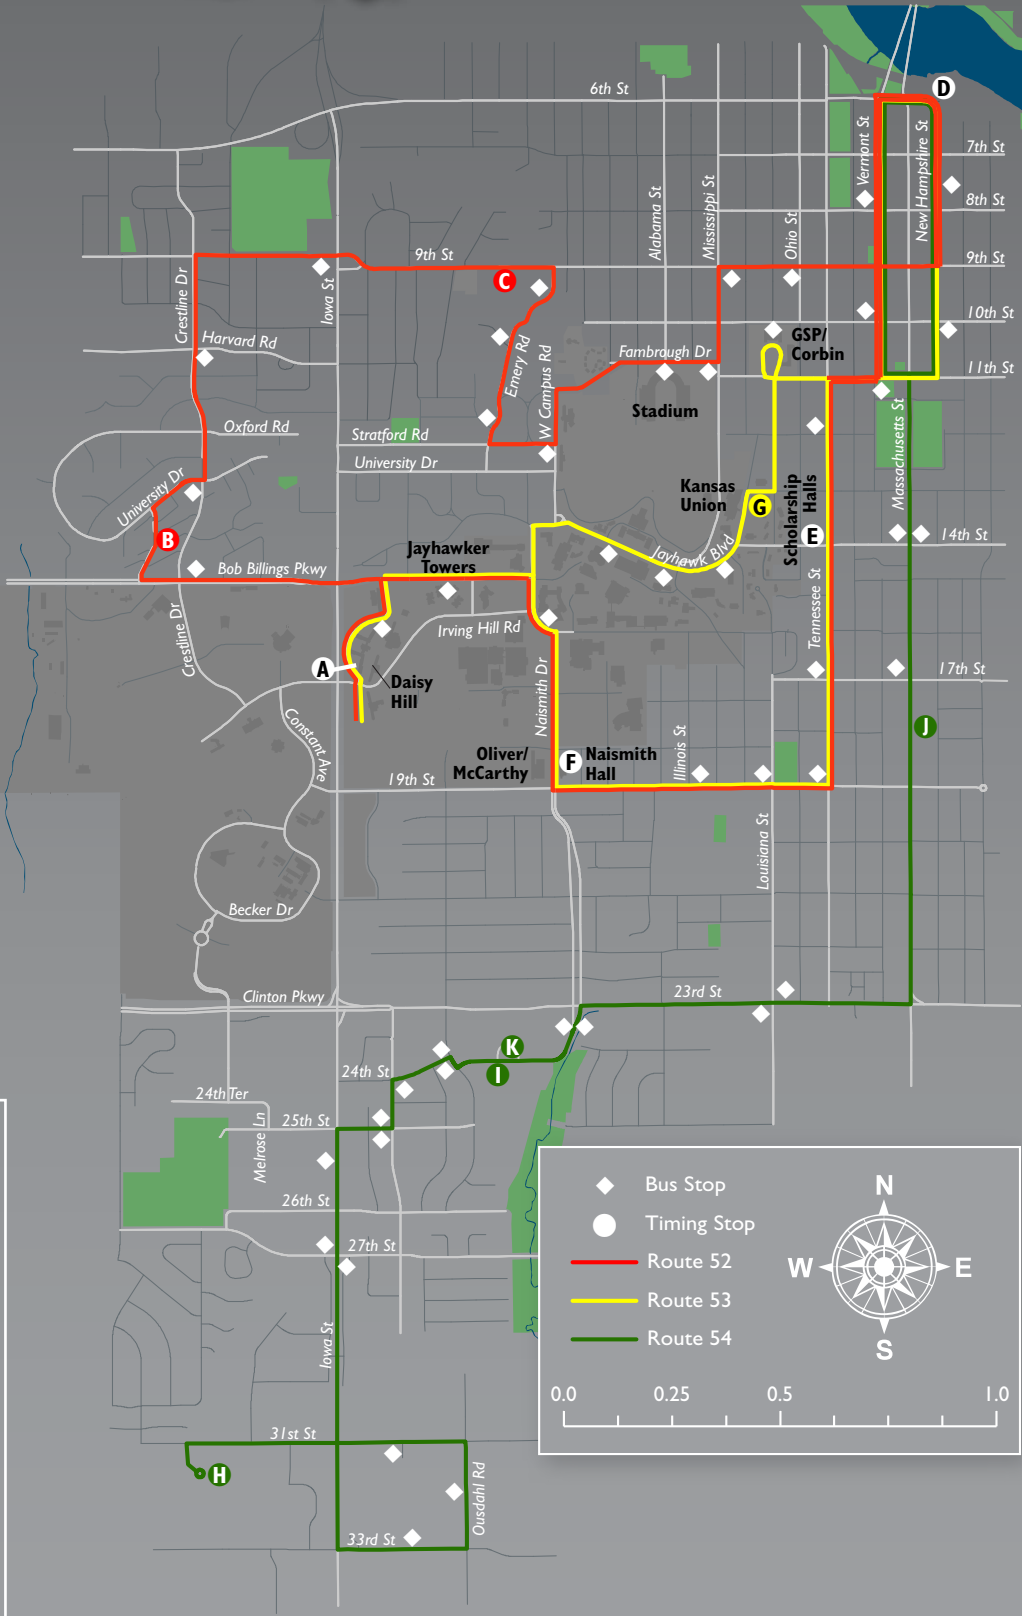 6th St
D
7th St
Vermont St
New Hampshire St
8th St
Alabama St
Mississippi St
Ohio St
9th St
9th St
Crestline Dr
Iowa St
C
10th St
Harvard Rd
GSP/
Corbin
Fambrough Dr
Emery Rd
W Campus Rd
11th St
Stadium
Massachusetts St
Oxford Rd
Stratford Rd
University Dr
University Dr
Kansas
Union
G
Scholarship
Halls
E
B
14th St
Jayhawk Blvd
Jayhawker
Towers
Bob Billings Pkwy
Crestline Dr
Irving Hill Rd
Tennessee St
A
Daisy
Hill
17th St
Naismith Dr
Constant Ave
J
Oliver/
McCarthy
F
Naismith
Hall
Illinois St
19th St
Louisiana St
Becker Dr
Clinton Pkwy
23rd St
K
I
24th St
24th Ter
25th St
Melrose Ln
26th St
27th St
Iowa St
31st St
H
Ousdahl Rd
33rd St
Bus Stop
Timing Stop
Route 52
Route 53
Route 54
N
W
E
S
0.0
0.25
0.5
1.0